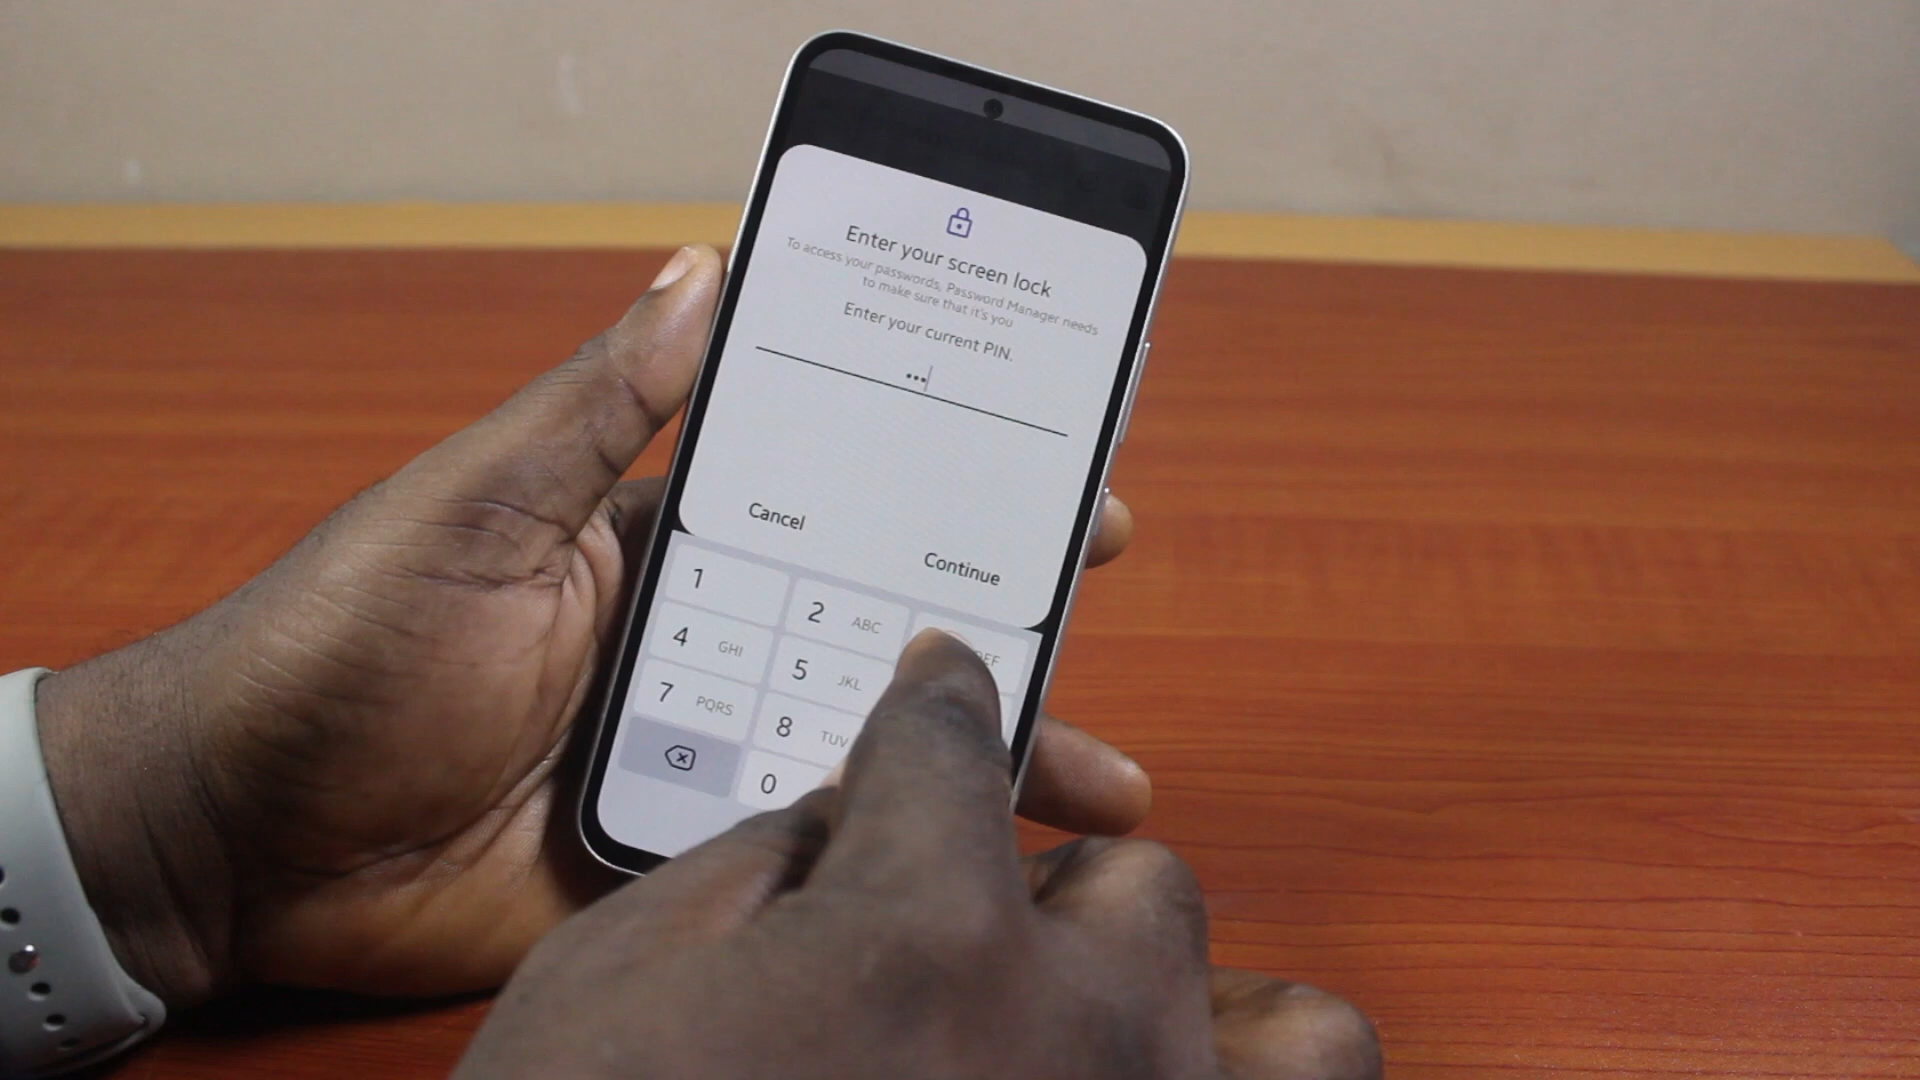 Enter your screen lock
To access your passwords, Password Manager needs
to make sure that it's you
Enter your current PIN.
Cancel
Continue
1
2 ABC
DEF
4 GHI
5 JKL
7 PQRS
8 TUV
0